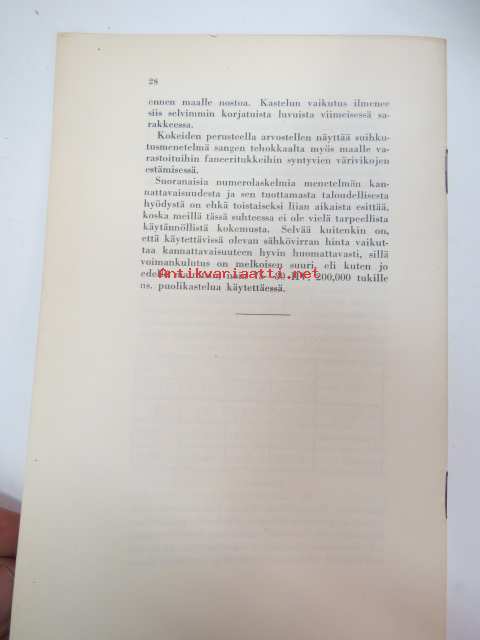 28
ennen maalle nostoa. Kastelun vaikutus ilmenee
siis selvimmin korjatuista luvuista viimeisessä sa-
rakkeessa.
Kokeiden perusteella arvostellen näyttää suihku-
tusmenetelmä sangen tehokkaalta myös maalle va-
rastoituihin faneeritukkeihin syntyvien värivikojen
estämisessä.
Suoranaisia numerolaskelmia menetelmän kan-
nattavaisuudesta ja sen tuottamasta taloudellisesta
hyödystä on ehkä toistaiseksi liian aikaista esittää,
koska meillä tässä suhteessa ei ole vielä tarpeellista
käytännöllistä kokemusta. Selvää kuitenkin on,
että käytettävissä olevan sähkövirran hinta vaikut-
taa kannattavaisuuteen hyvin huomattavasti, sillä
voimankulutus on melkoisen suuri, eli kuten jo
Antikvariaatti.net
200,000 tukille
ns. puolikastelua käytettäessä.